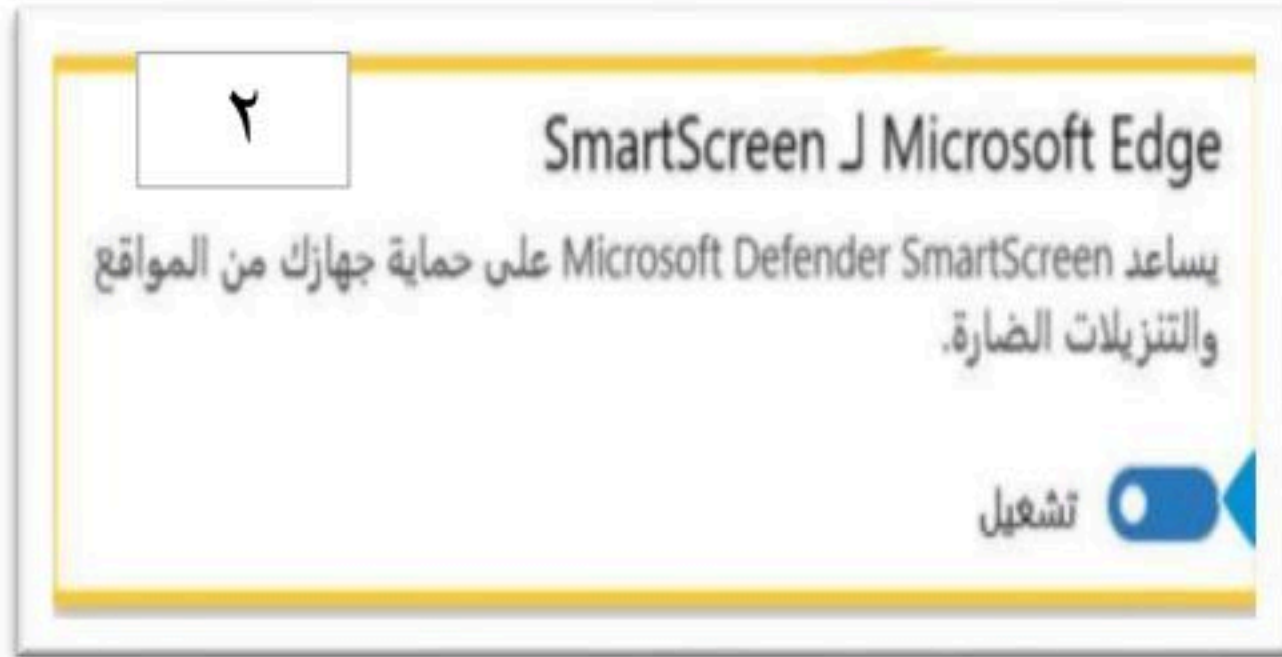 ٢
SmartScreen لـ Microsoft Edge
يساعد Microsoft Defender SmartScreen على حماية جهازك من المواقع
والتنزيلات الضارة.
تشغيل